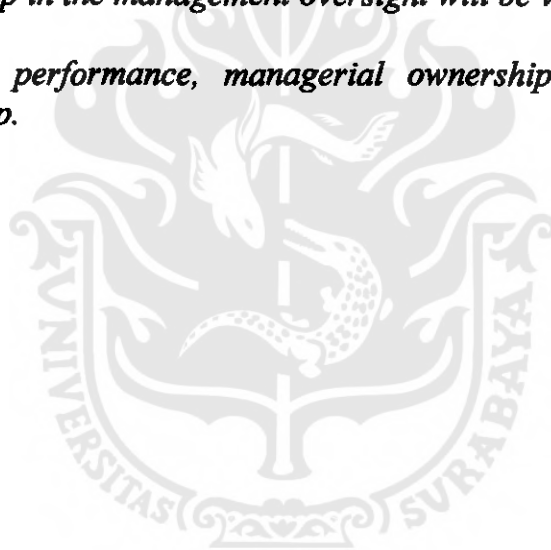 p in the management oversight will be v
performance, managerial ownership
p.
UNIVERSITAS SURABAYA